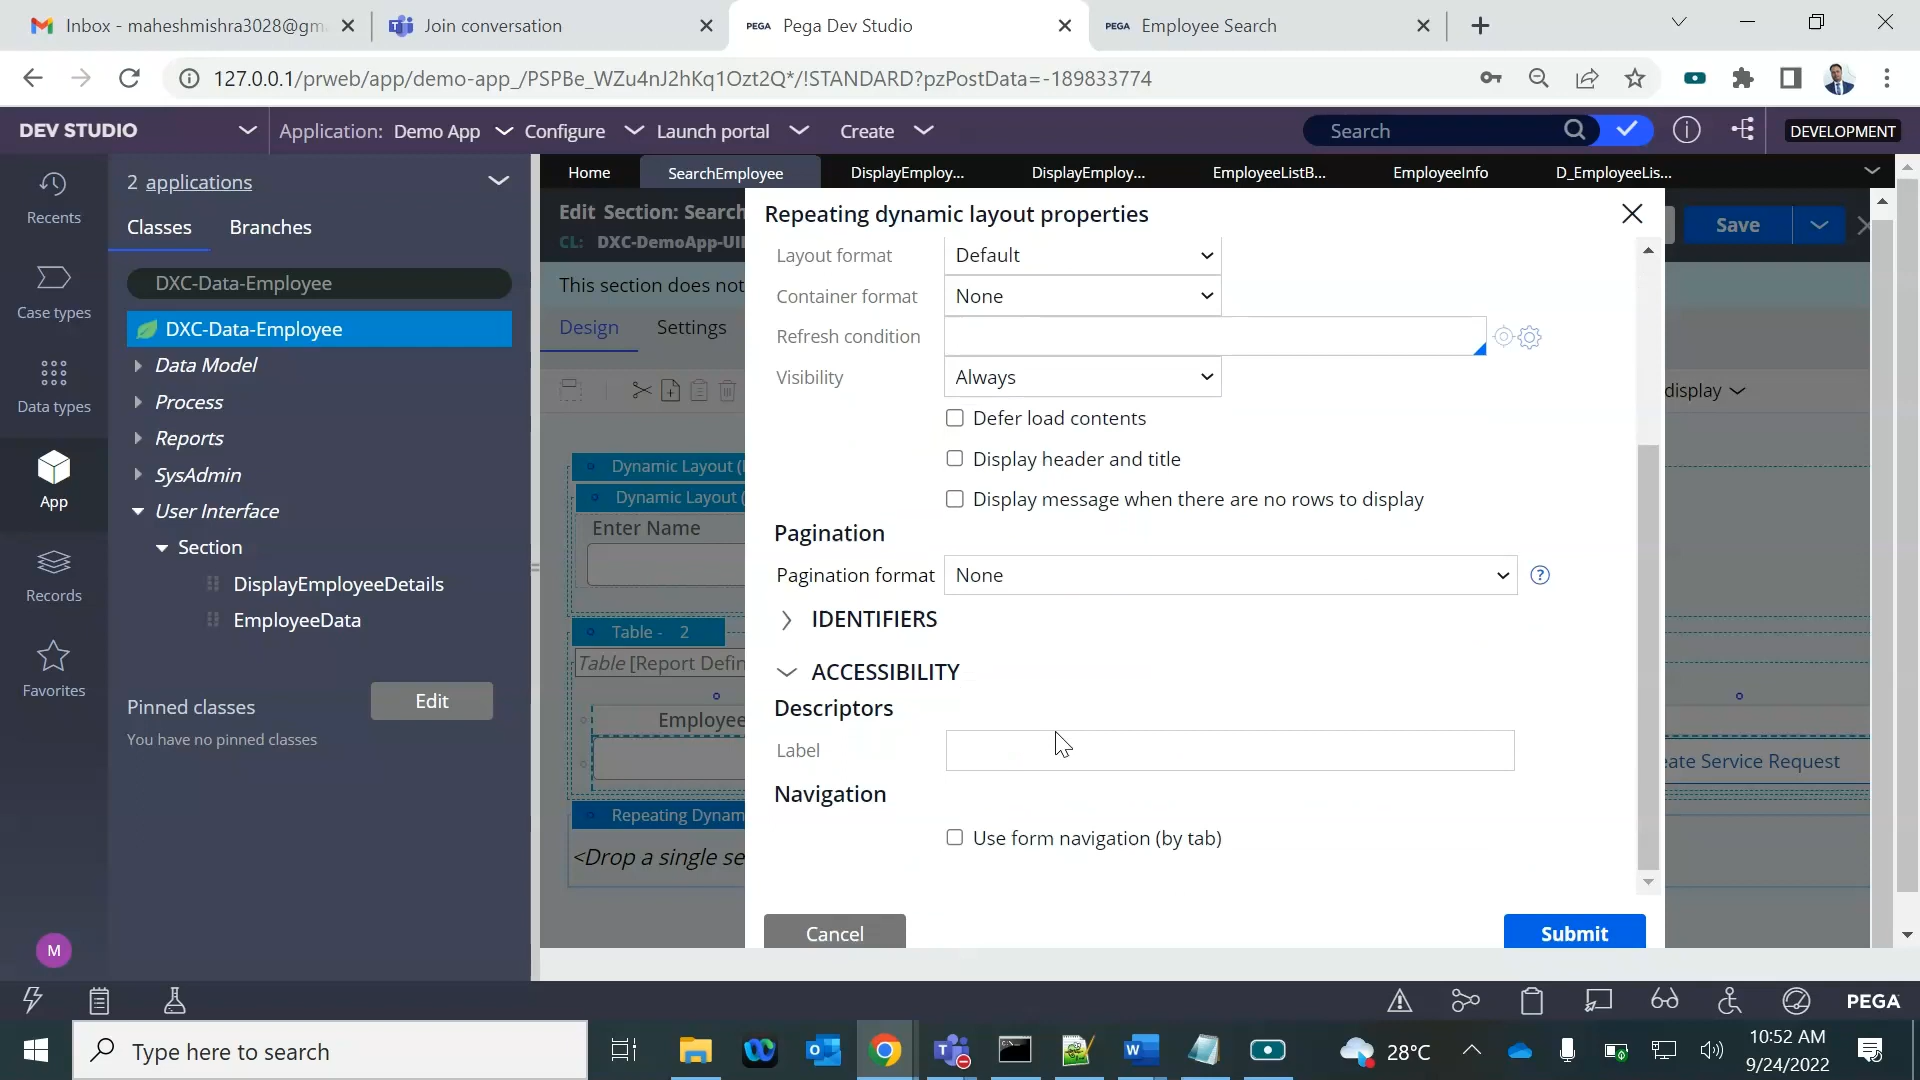 Inbox - maheshmishra3028@gm
Join conversation
PEGA Pega Dev Studio
PEGA Employee Search
127.0.0.1/prweb/app/demo-app_/PSPBe_WZu4nJ2hKq1Ozt2Q*/!STANDARD?pzPostData=-189833774
DEV STUDIO
Application: Demo App
Configure
Launch portal
Create
Search
DEVELOPMENT
Recents
Case types
Data types
App
Records
Favorites
M
2 applications
Classes
Branches
DXC-Data-Employee
DXC-Data-Employee
Data Model
Process
Reports
SysAdmin
User Interface
Section
DisplayEmployeeDetails
EmployeeData
Pinned classes
Edit
You have no pinned classes
Home
SearchEmployee
DisplayEmploy...
DisplayEmploy...
EmployeeListB...
EmployeeInfo
D_EmployeeLis...
Edit Section: Search
CL: DXC-DemoApp-UI
Save
This section does not
Design
Settings
display
Dynamic Layout (
Dynamic Layout (
Enter Name
Table - 2
Table [Report Defin
Employee
Repeating Dynam
<Drop a single se
ate Service Request
Repeating dynamic layout properties
Layout format
Default
Container format
None
Refresh condition
Visibility
Always
Defer load contents
Display header and title
Display message when there are no rows to display
Pagination
Pagination format
None
?
IDENTIFIERS
ACCESSIBILITY
Descriptors
Label
Navigation
Use form navigation (by tab)
Cancel
Submit
PEGA
Type here to search
28°C
10:52 AM
9/24/2022